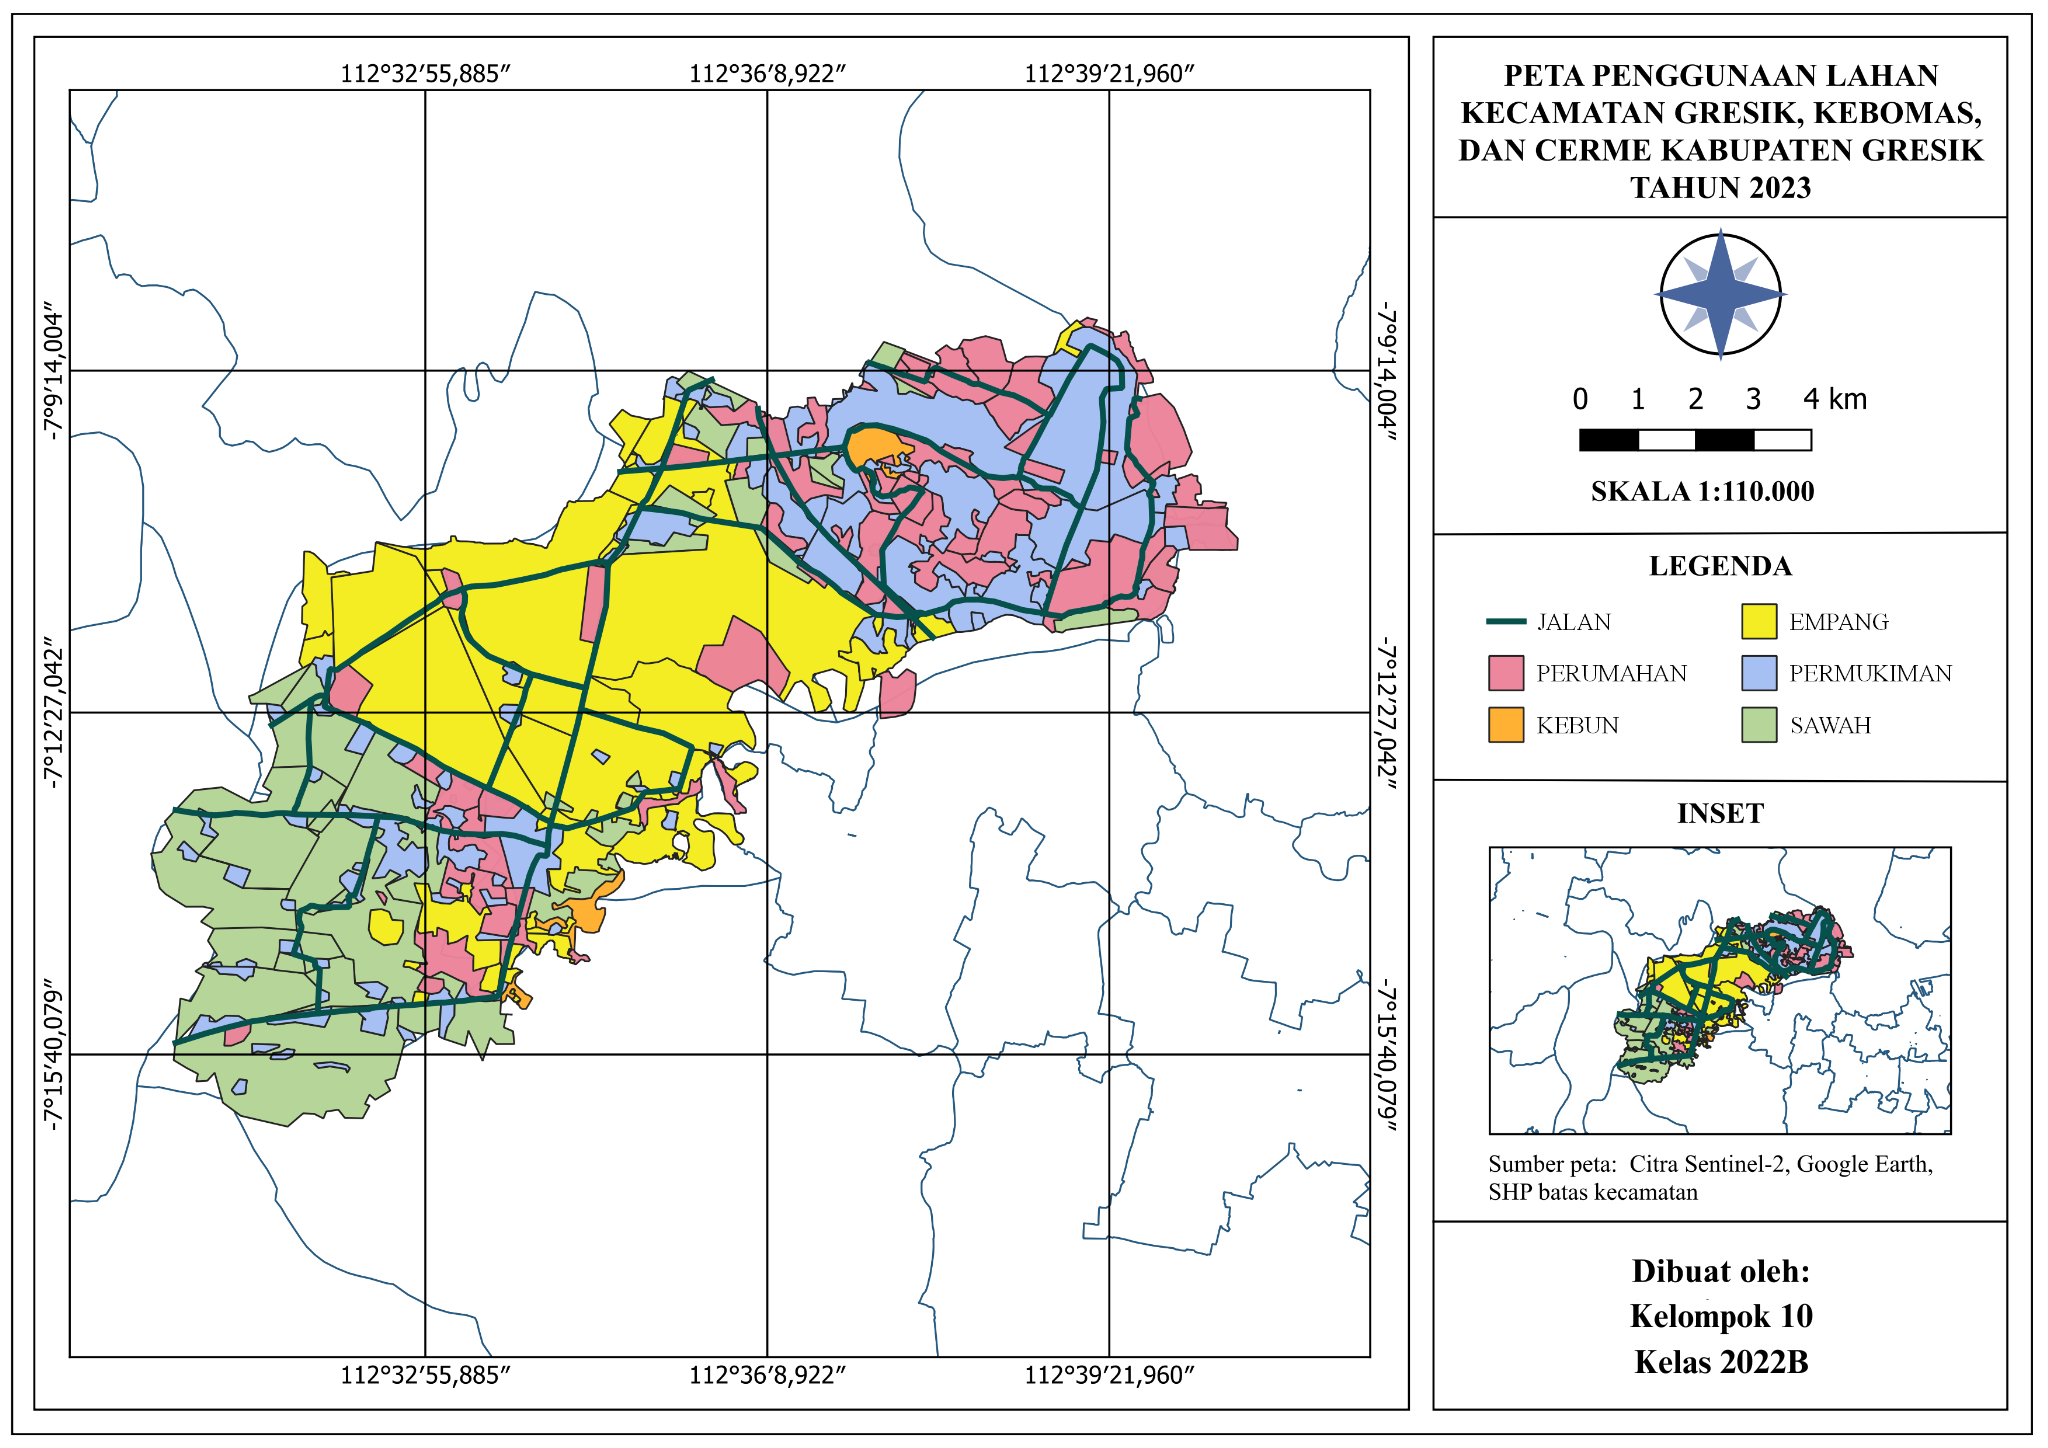 112°32′55,885″ 112°36′8,922″ 112°39′21,960″
-7°9′14,004″ -7°9′14,004″
-7°12′27,042″ -7°12′27,042″
-7°15′40,079″ -7°15′40,079″
112°32′55,885″ 112°36′8,922″ 112°39′21,960″
PETA PENGGUNAAN LAHAN
KECAMATAN GRESIK, KEBOMAS,
DAN CERME KABUPATEN GRESIK
TAHUN 2023
0 1 2 3 4 km
SKALA 1:110.000
LEGENDA
JALAN EMPANG
PERUMAHAN PERMUKIMAN
KEBUN SAWAH
INSET
Sumber peta: Citra Sentinel-2, Google Earth,
SHP batas kecamatan
Dibuat oleh:
Kelompok 10
Kelas 2022B